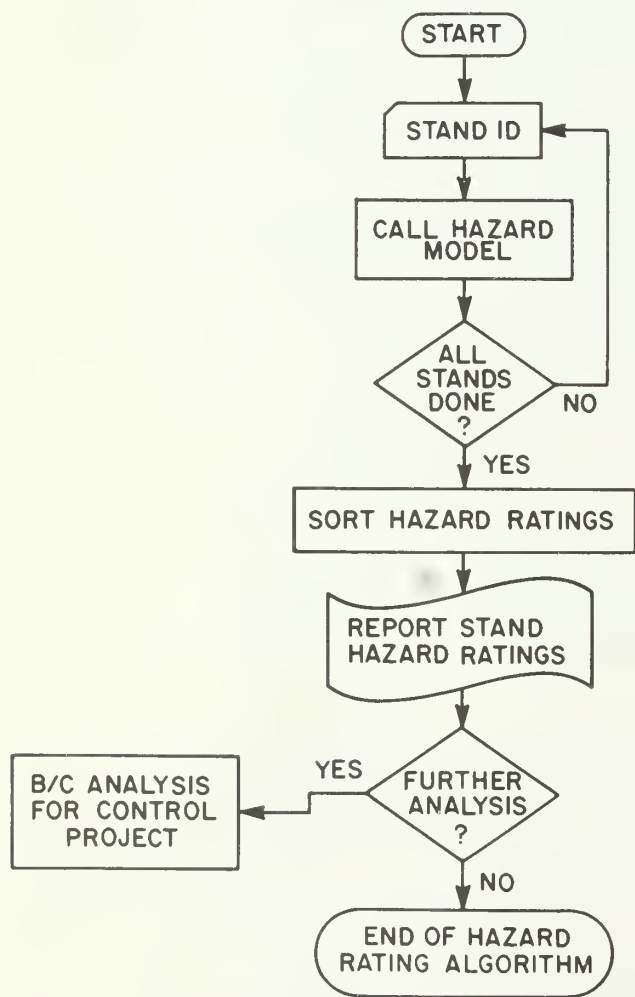 START
STAND ID
CALL HAZARD
MODEL
ALL
STANDS
DONE
?
NO
YES
SORT HAZARD RATINGS
REPORT STAND
HAZARD RATINGS
YES
FURTHER
ANALYSIS
?
B/C ANALYSIS
FOR CONTROL
PROJECT
NO
END OF HAZARD
RATING ALGORITHM